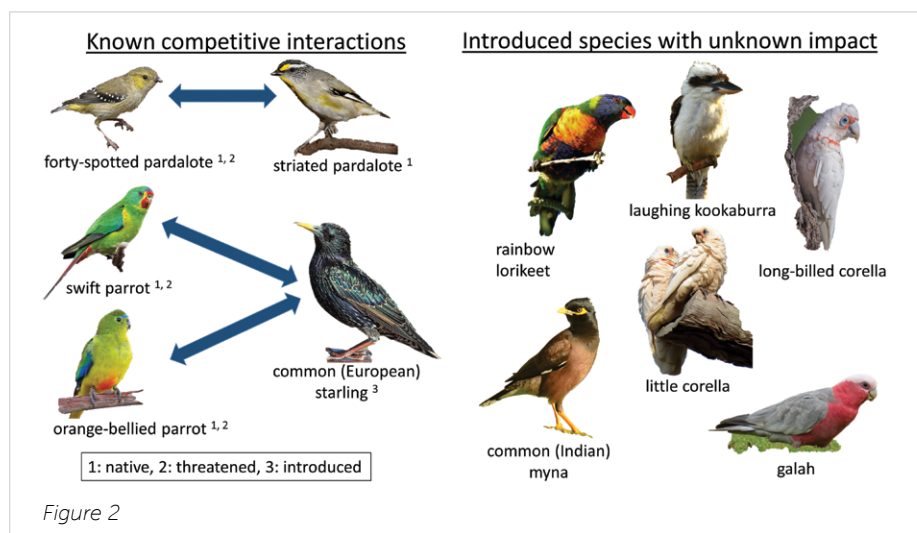 Known competitive interactions
forty-spotted pardalote 1, 2
striated pardalote 1
swift parrot 1, 2
common (European)
starling 3
orange-bellied parrot 1, 2
1: native, 2: threatened, 3: introduced
Introduced species with unknown impact
rainbow
lorikeet
laughing kookaburra
long-billed corella
little corella
common (Indian)
myna
galah
Figure 2